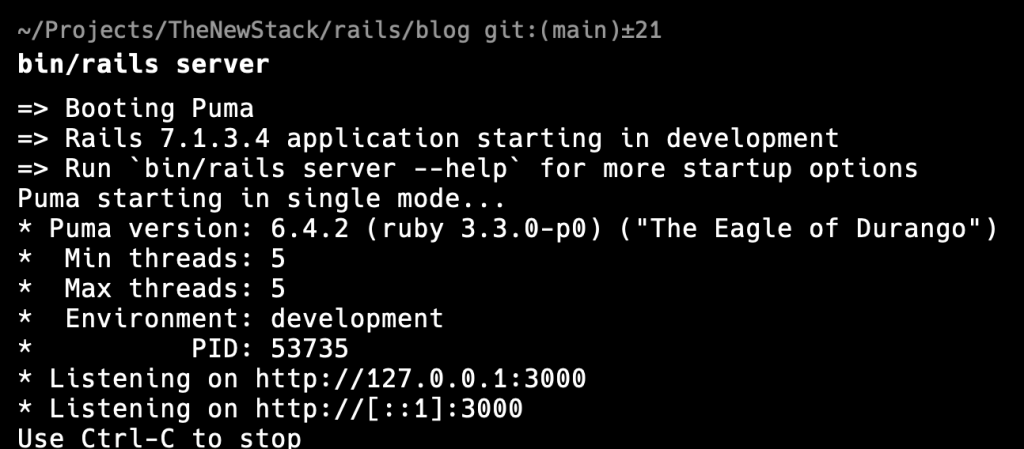 ~/Projects/TheNewStack/rails/blog git:(main)±21
bin/rails server
=> Booting Puma
=> Rails 7.1.3.4 application starting in development
=> Run `bin/rails server --help` for more startup options
Puma starting in single mode...
* Puma version: 6.4.2 (ruby 3.3.0-p0) ("The Eagle of Durango")
*  Min threads: 5
*  Max threads: 5
*  Environment: development
*          PID: 53735
* Listening on http://127.0.0.1:3000
* Listening on http://[::1]:3000
Use Ctrl-C to stop